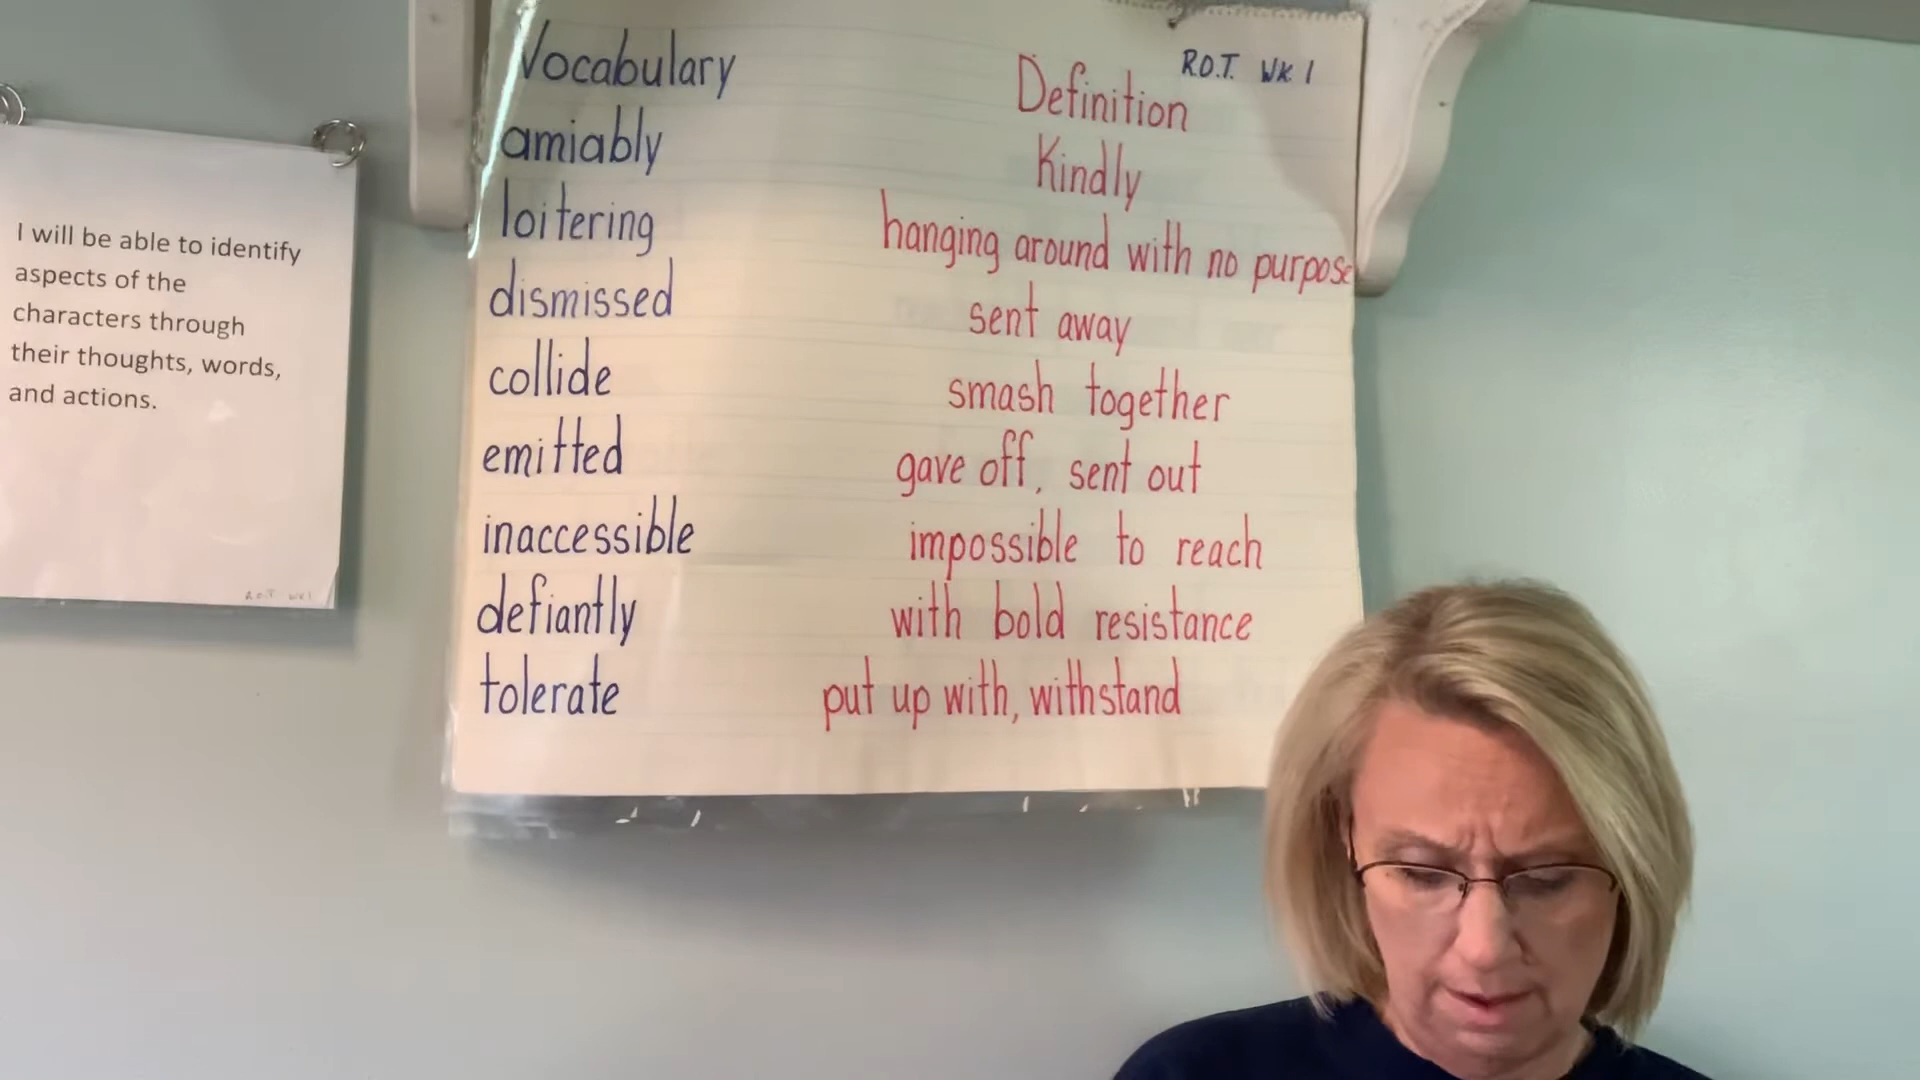 I will be able to identify
aspects of the
characters through
their thoughts, words,
and actions.
R.O.T. WK 1
R.O.T. WK 1
Vocabulary Definition
amiably Kindly
loitering hanging around with no purpose
dismissed sent away
collide smash together
emitted gave off, sent out
inaccessible impossible to reach
defiantly with bold resistance
tolerate put up with, withstand